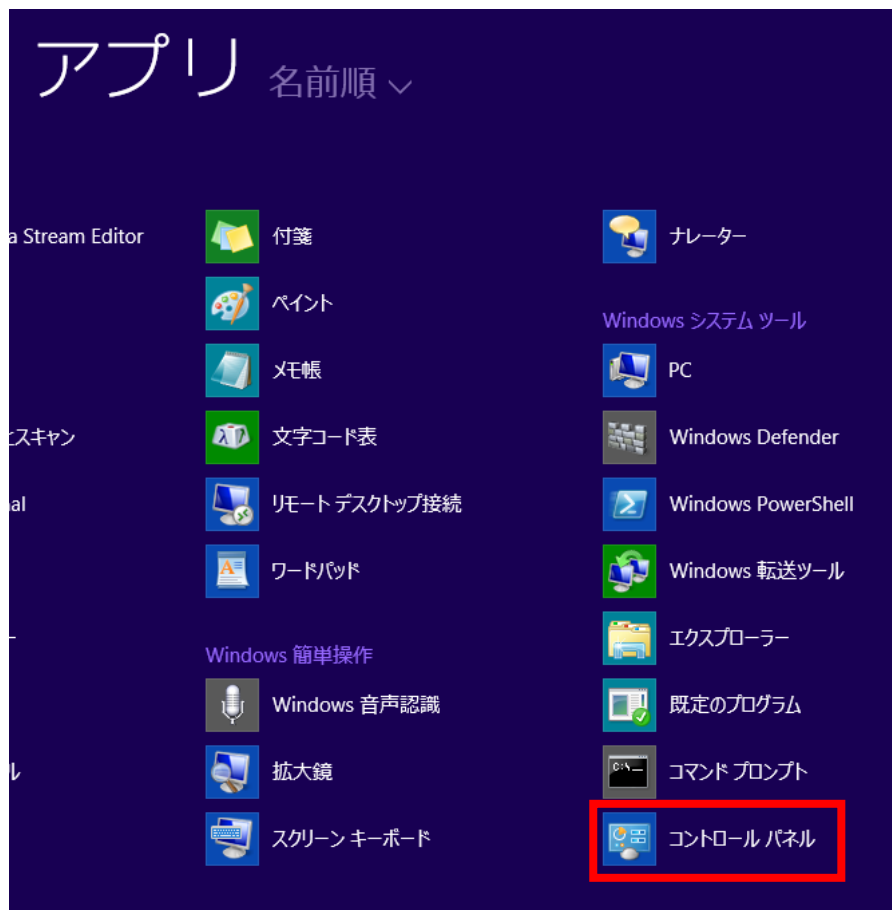 アプリ 名前順
a Stream Editor
とスキャン
nal
ー
ル
付箋
ペイント
メモ帳
文字コード表
リモート デスクトップ接続
ワードパッド
Windows 簡単操作
Windows 音声認識
拡大鏡
スクリーン キーボード
ナレーター
Windows システム ツール
PC
Windows Defender
Windows PowerShell
Windows 転送ツール
エクスプローラー
既定のプログラム
コマンド プロンプト
コントロール パネル